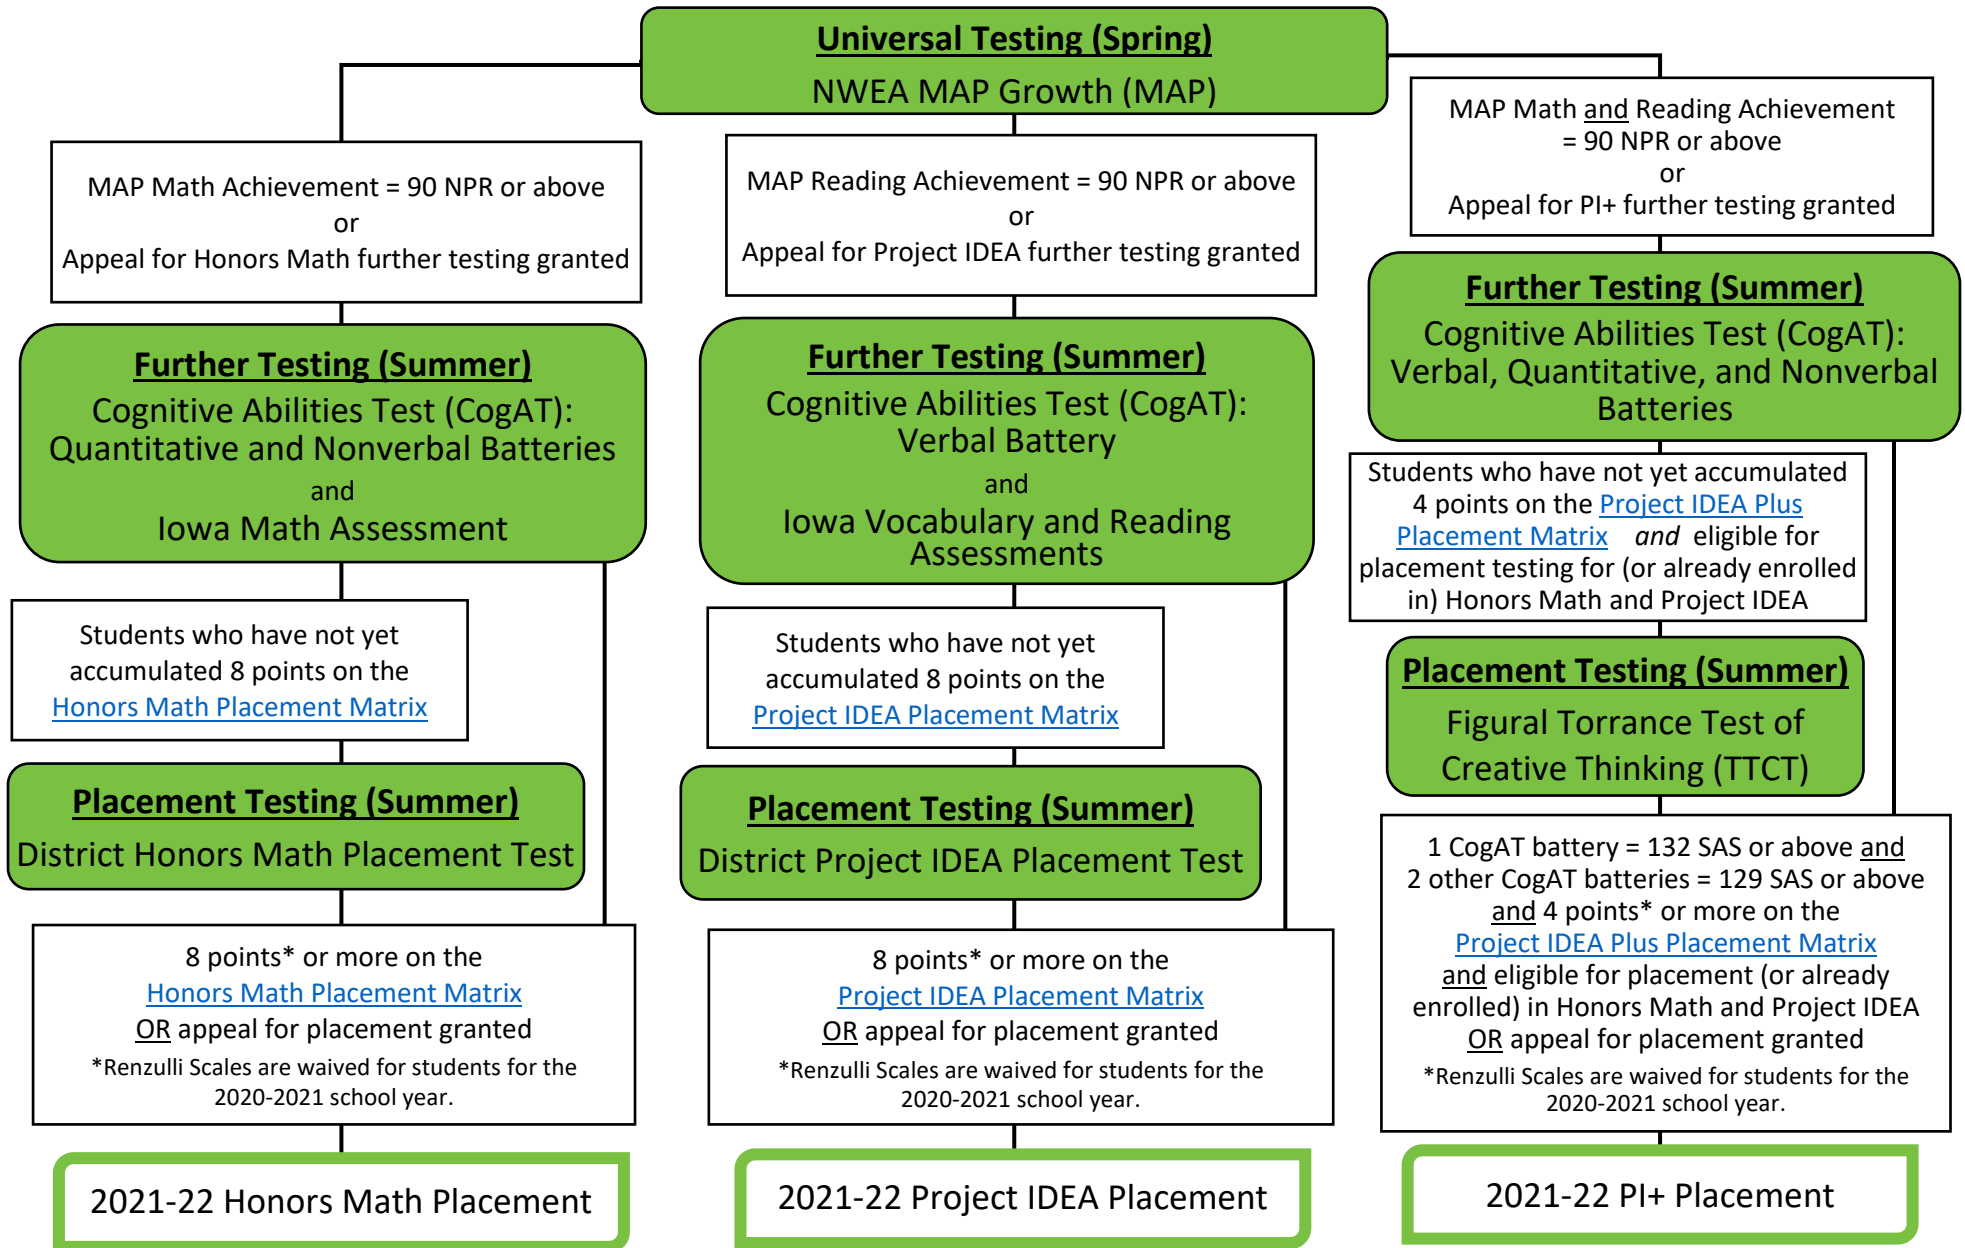 Universal Testing (Spring)
NWEA MAP Growth (MAP)
MAP Math Achievement = 90 NPR or above
or
Appeal for Honors Math further testing granted
Further Testing (Summer)
Cognitive Abilities Test (CogAT):
Quantitative and Nonverbal Batteries
and
Iowa Math Assessment
Students who have not yet
accumulated 8 points on the
Honors Math Placement Matrix
Placement Testing (Summer)
District Honors Math Placement Test
8 points* or more on the
Honors Math Placement Matrix
OR appeal for placement granted
*Renzulli Scales are waived for students for the
2020-2021 school year.
2021-22 Honors Math Placement
MAP Reading Achievement = 90 NPR or above
or
Appeal for Project IDEA further testing granted
Further Testing (Summer)
Cognitive Abilities Test (CogAT):
Verbal Battery
and
Iowa Vocabulary and Reading
Assessments
Students who have not yet
accumulated 8 points on the
Project IDEA Placement Matrix
Placement Testing (Summer)
District Project IDEA Placement Test
8 points* or more on the
Project IDEA Placement Matrix
OR appeal for placement granted
*Renzulli Scales are waived for students for the
2020-2021 school year.
2021-22 Project IDEA Placement
MAP Math and Reading Achievement
= 90 NPR or above
or
Appeal for PI+ further testing granted
Further Testing (Summer)
Cognitive Abilities Test (CogAT):
Verbal, Quantitative, and Nonverbal
Batteries
Students who have not yet accumulated
4 points on the Project IDEA Plus
Placement Matrix and eligible for
placement testing for (or already enrolled
in) Honors Math and Project IDEA
Placement Testing (Summer)
Figural Torrance Test of
Creative Thinking (TTCT)
1 CogAT battery = 132 SAS or above and
2 other CogAT batteries = 129 SAS or above
and 4 points* or more on the
Project IDEA Plus Placement Matrix
and eligible for placement (or already
enrolled) in Honors Math and Project IDEA
OR appeal for placement granted
*Renzulli Scales are waived for students for the
2020-2021 school year.
2021-22 PI+ Placement